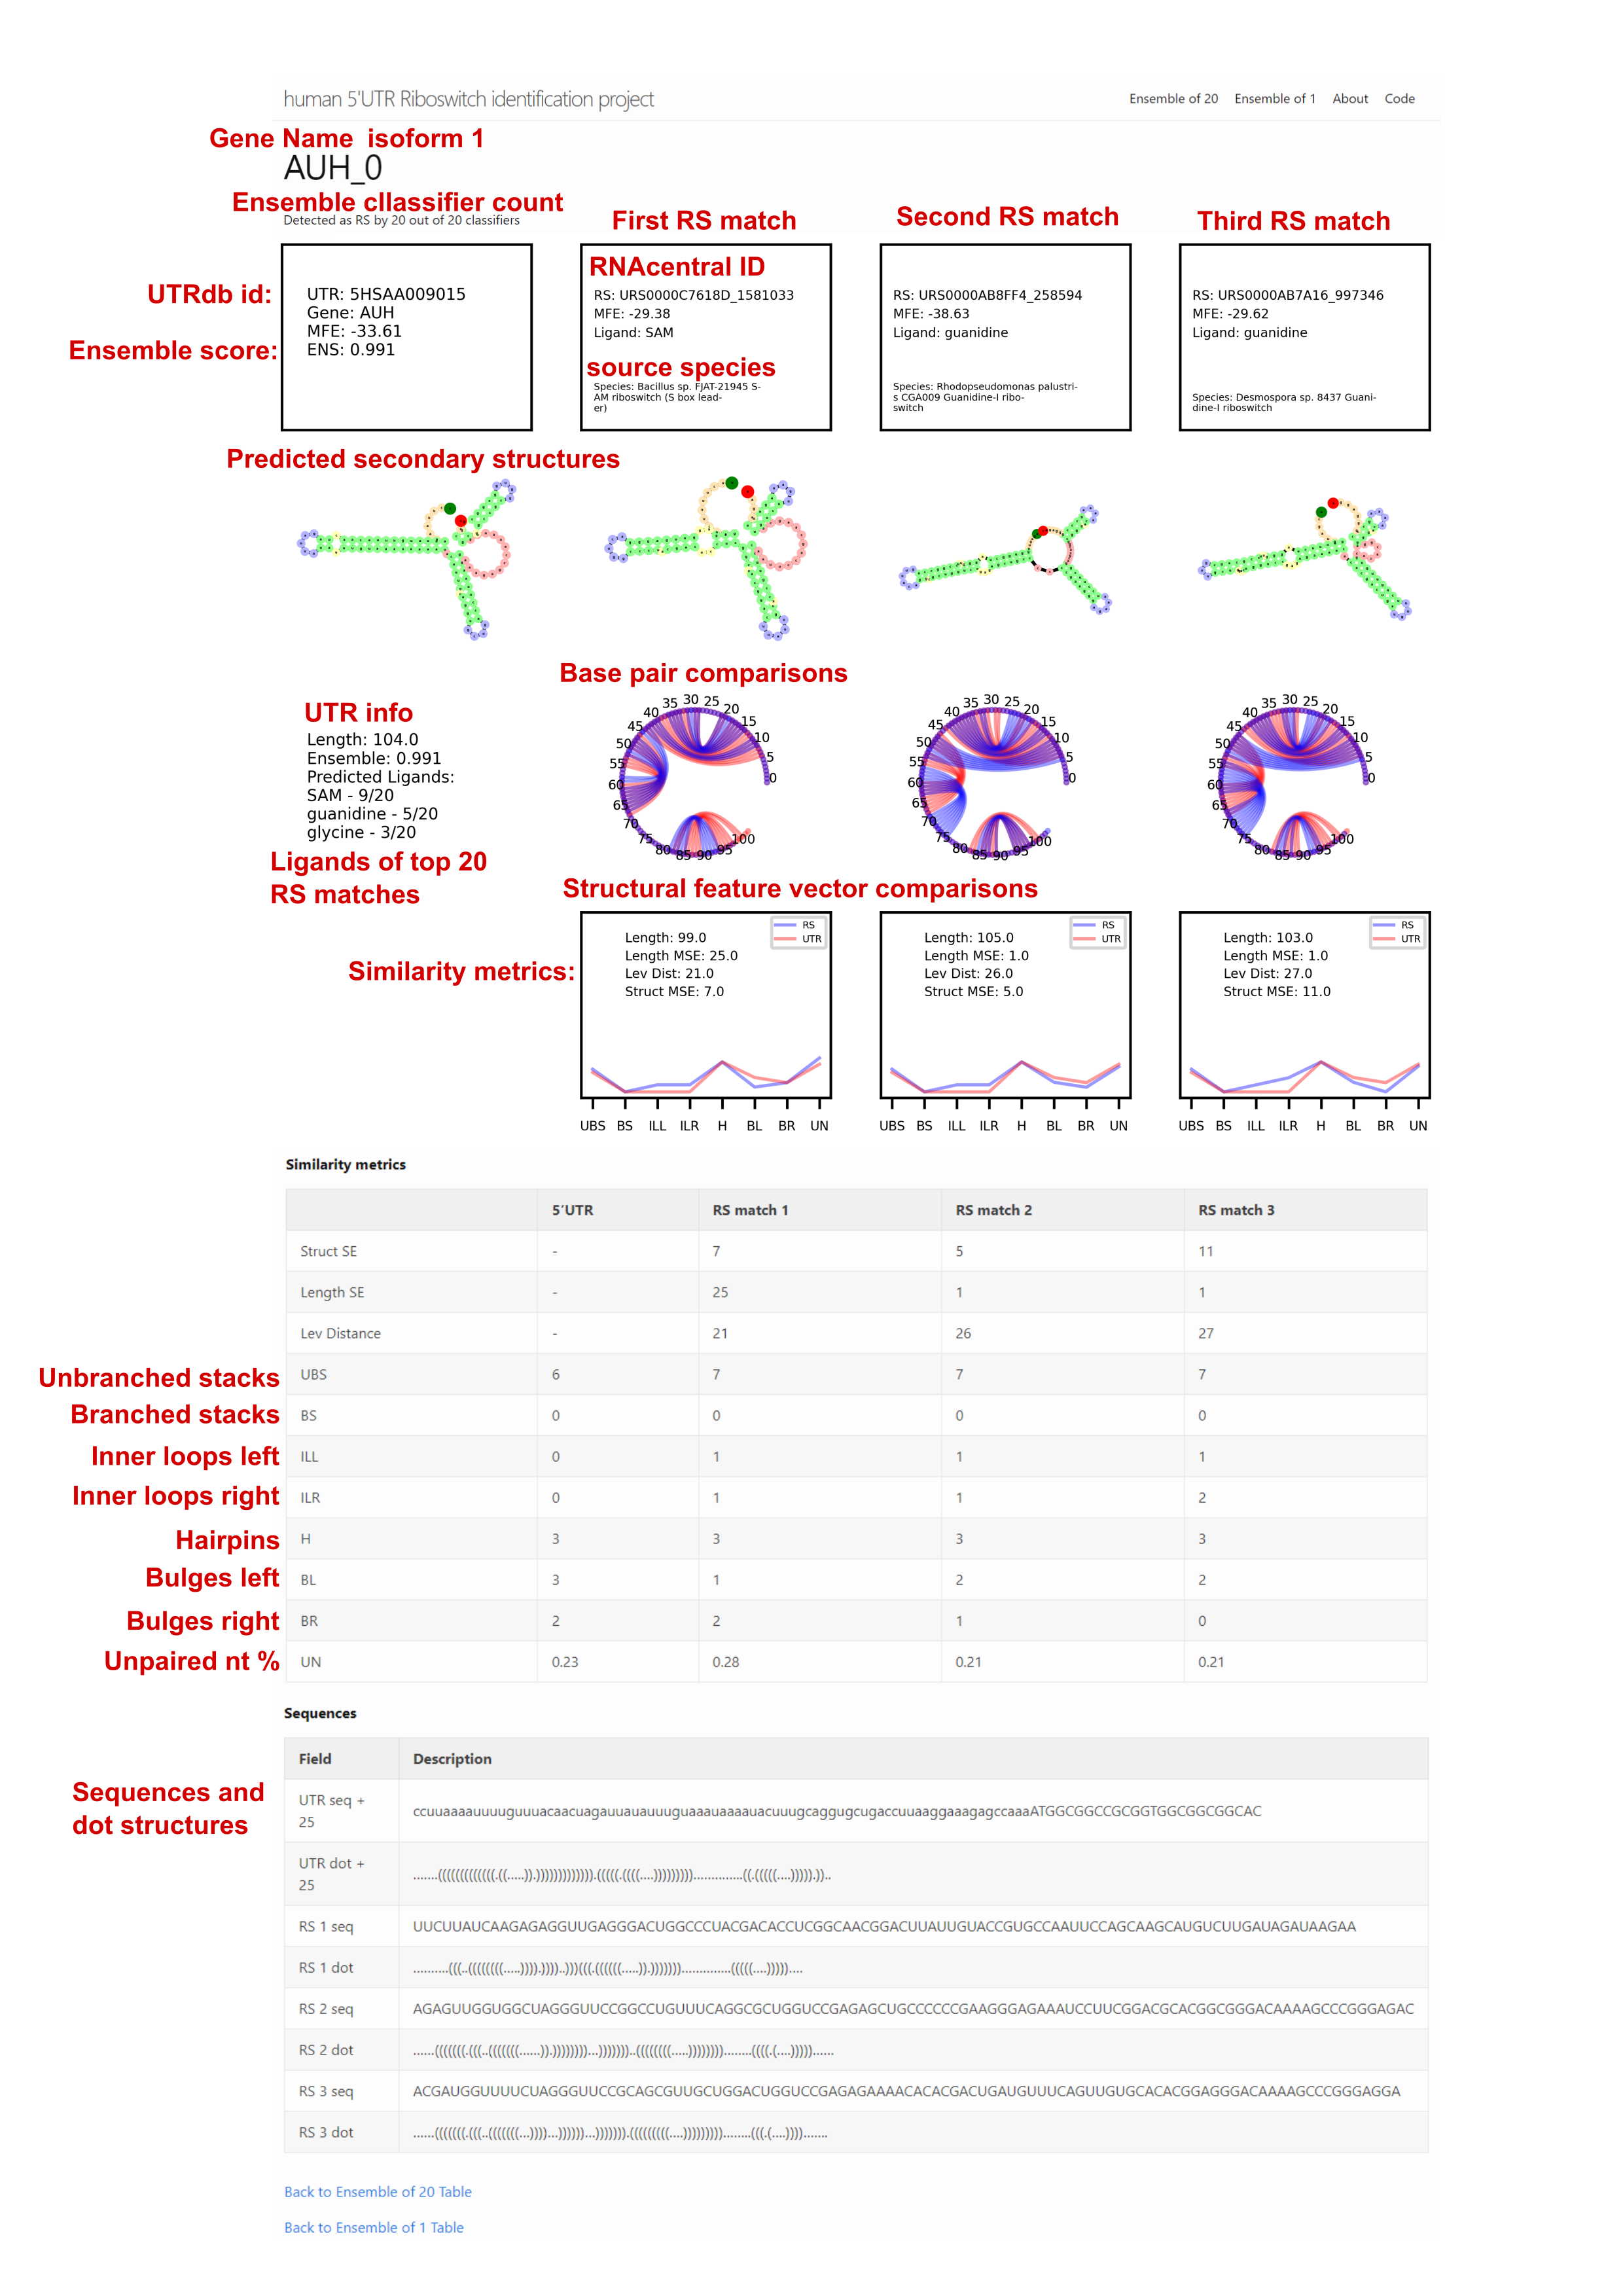 human 5'UTR Riboswitch identification project
Ensemble of 20 Ensemble of 1 About Code
Gene Name isoform 1
AUH_0
Ensemble cllassifier count
Detected as RS by 20 out of 20 classifiers
First RS match
Second RS match
Third RS match
UTRdb id:
Ensemble score:
UTR: 5HSAA009015
Gene: AUH
MFE: -33.61
ENS: 0.991
RNAcentral ID
RS: URS0000C7618D_1581033
MFE: -29.38
Ligand: SAM
source species
Species: Bacillus sp. FJAT-21945 S-
AM riboswitch (S box lead-
er)
RS: URS0000AB8FF4_258594
MFE: -38.63
Ligand: guanidine
Species: Rhodopseudomonas palustri-
s CGA009 Guanidine-I ribo-
switch
RS: URS0000AB7A16_997346
MFE: -29.62
Ligand: guanidine
Species: Desmospora sp. 8437 Guani-
dine-I riboswitch
Predicted secondary structures
Base pair comparisons
UTR info
Length: 104.0
Ensemble: 0.991
Predicted Ligands:
SAM - 9/20
guanidine - 5/20
glycine - 3/20
Ligands of top 20
RS matches
0 5 10 15 20 25 30 35 40 45 50 55 60 65 70 75 80 85 90 95 100
0 5 10 15 20 25 30 35 40 45 50 55 60 65 70 75 80 85 90 95 100
0 5 10 15 20 25 30 35 40 45 50 55 60 65 70 75 80 85 90 95 100
Structural feature vector comparisons
Similarity metrics:
Length: 99.0
Length MSE: 25.0
Lev Dist: 21.0
Struct MSE: 7.0
RS
UTR
UBS BS ILL ILR H BL BR UN
Length: 105.0
Length MSE: 1.0
Lev Dist: 26.0
Struct MSE: 5.0
RS
UTR
UBS BS ILL ILR H BL BR UN
Length: 103.0
Length MSE: 1.0
Lev Dist: 27.0
Struct MSE: 11.0
RS
UTR
UBS BS ILL ILR H BL BR UN
Similarity metrics
5'UTR RS match 1 RS match 2 RS match 3
Struct SE - 7 5 11
Length SE - 25 1 1
Lev Distance - 21 26 27
Unbranched stacks UBS 6 7 7 7
Branched stacks BS 0 0 0 0
Inner loops left ILL 0 1 1 1
Inner loops right ILR 0 1 1 2
Hairpins H 3 3 3 3
Bulges left BL 3 1 2 2
Bulges right BR 2 2 1 0
Unpaired nt % UN 0.23 0.28 0.21 0.21
Sequences
Field Description
Sequences and
dot structures
UTR seq +
25
ccuuaaaauuuuguuuacaacuagauuauauuuguaaauaaaauacuuugcaggugcugaccuuaaggaaagagccaaaATGGCGGCCGCGGTGGCGGCGGCAC
UTR dot +
25
.......(((((((((((((.((.....)).))))))))))))).(((((.((((....))))))))).............((.(((((....))))).))..
RS 1 seq
UUCUUAUCAAGAGAGGUUGAGGGACUGGCCCUACGACACCUCGGCAACGGACUUAUUGUACCGUGCCAAUUCCAGCAAGCAUGUCUUGAUAGAUAAGAA
RS 1 dot
..........(((..((((((((.....)))).))))..)))(((.((((((.....)).))))))).............(((((....)))))....
RS 2 seq
AGAGUUGGUGGCUAGGGUUCCGGCCUGUUUCAGGCGCUGGUCCGAGAGCUGCCCCCCGAAGGGAGAAAUCCUUCGGACGCACGGCGGGACAAAAGCCCGGGAGAC
RS 2 dot
......(((((((.(((..(((((((......)).))))))))...)))))))..((((((((.....))))))))........((((.(....)))))......
RS 3 seq
ACGAUGGUUUUCUAGGGUUCCGCAGCGUUGCUGGACUGGUCCGAGAGAAAACACACGACUGAUGUUUCAGUUGUGCACACGGAGGGACAAAAGCCCGGGAGGA
RS 3 dot
......(((((((.(((..(((((((...))))...))))))...))))))).(((((((((....))))))))).......(((.(....)))).......
Back to Ensemble of 20 Table
Back to Ensemble of 1 Table